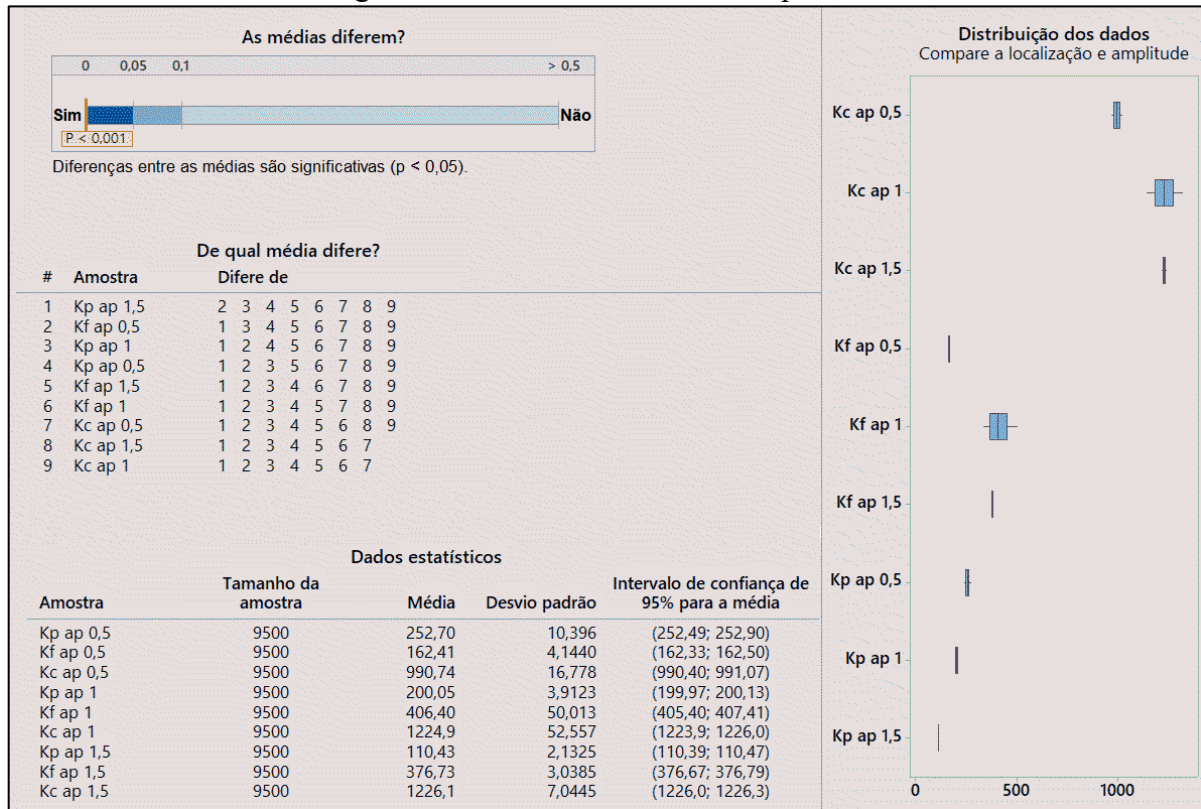 As médias diferem?
0 0,05 0,1 > 0,5
Sim Não
P < 0,001
Diferenças entre as médias são significativas (p < 0,05).
De qual média difere?
# Amostra Difere de
1 Kp ap 1,5 2 3 4 5 6 7 8 9
2 Kf ap 0,5 1 3 4 5 6 7 8 9
3 Kp ap 1 1 2 4 5 6 7 8 9
4 Kp ap 0,5 1 2 3 5 6 7 8 9
5 Kf ap 1,5 1 2 3 4 6 7 8 9
6 Kf ap 1 1 2 3 4 5 7 8 9
7 Kc ap 0,5 1 2 3 4 5 6 8 9
8 Kc ap 1,5 1 2 3 4 5 6 7
9 Kc ap 1 1 2 3 4 5 6 7
Dados estatísticos
Amostra Tamanho da amostra Média Desvio padrão Intervalo de confiança de 95% para a média
Kp ap 0,5 9500 252,70 10,396 (252,49; 252,90)
Kf ap 0,5 9500 162,41 4,1440 (162,33; 162,50)
Kc ap 0,5 9500 990,74 16,778 (990,40; 991,07)
Kp ap 1 9500 200,05 3,9123 (199,97; 200,13)
Kf ap 1 9500 406,40 50,013 (405,40; 407,41)
Kc ap 1 9500 1224,9 52,557 (1223,9; 1226,0)
Kp ap 1,5 9500 110,43 2,1325 (110,39; 110,47)
Kf ap 1,5 9500 376,73 3,0385 (376,67; 376,79)
Kc ap 1,5 9500 1226,1 7,0445 (1226,0; 1226,3)
Distribuição dos dados
Compare a localização e amplitude
Kc ap 0,5
Kc ap 1
Kc ap 1,5
Kf ap 0,5
Kf ap 1
Kf ap 1,5
Kp ap 0,5
Kp ap 1
Kp ap 1,5
0 500 1000